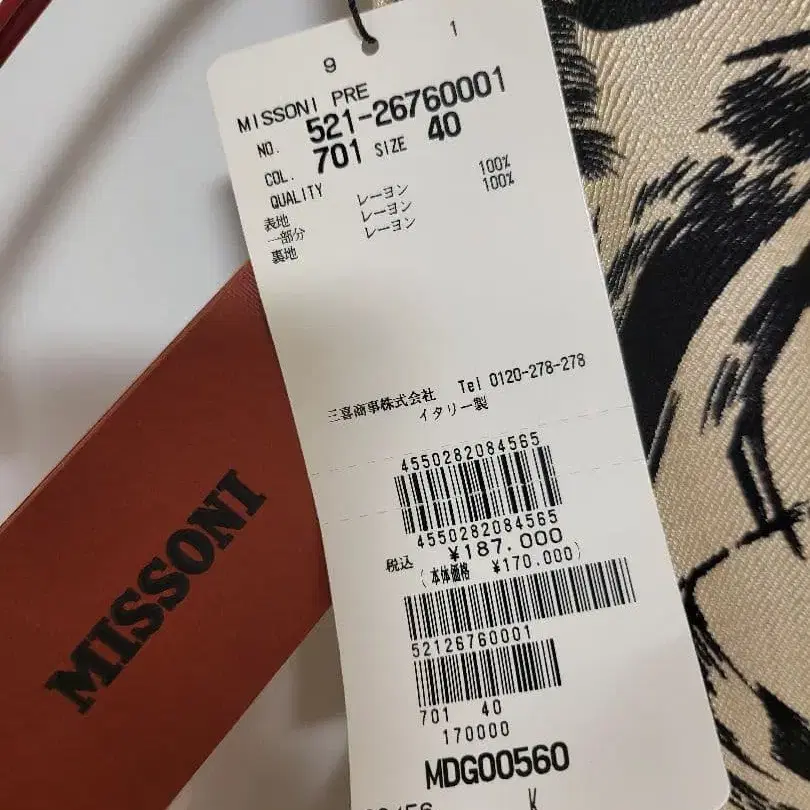 9 1
MISSONI PRE
NO. 521-26760001
COL. 701 SIZE 40
QUALITY
表地 レーヨン 100%
一部分 レーヨン 100%
裏地 レーヨン
三喜商事株式会社 Tel 0120-278-278
イタリー製
4550282084565
4550282084565
税込 ¥187.000
(本体価格 ¥170.000)
52126760001
701 40
170000
MDG00560
K
MISSONI